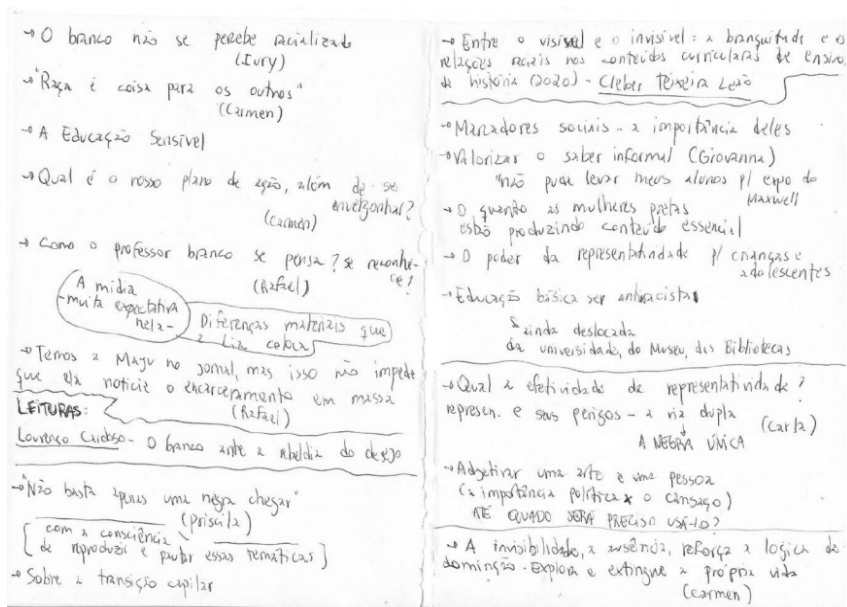 → O branco não se percebe racializado
(Iury)
→ "Raça é coisa para os outros"
(Carmen)
→ A Educação Sensível
→ Qual é o nosso plano de ação, além de se
envergonhar?
(Carmen)
→ Como o professor branco se pensa? se reconhe-
ce?
(Rafael)
A mídia
-muita expectativa
nela-
Diferenças materiais que
a Lia coloca
→ Temos a Maju no jornal, mas isso não impede
que ela noticie o encarceramento em massa
(Rafael)
LEITURAS:
Lourenço Cardoso - O branco ante a rebeldia do desejo
→ "Não basta apenas uma negra chegar"
(Priscila)
[com a consciência
de reproduzir e pautar essas temáticas]
→ Sobre a transição capilar
→ Entre o visível e o invisível: a branquitude e as
relações raciais nos conteúdos curriculares de ensino
de história (2020) - Cleber Teixeira Leão
→ Marcadores sociais - a importância deles
→ Valorizar o saber informal (Giovanna)
"não pude levar meus alunos p/ expo do
Maxwell
→ O quanto as mulheres pretas
estão produzindo conteúdo essencial
→ O poder da representatividade p/ crianças e
adolescentes
→ Educação básica ser antirracista
ainda deslocada
da universidade, do Museu, das Bibliotecas
→ Qual a efetividade da representatividade?
represen. e seus perigos - a via dupla
(Carla)
A NEGRA ÚNICA
→ Adjetivar uma arte e uma pessoa
(a importância política x o cansaço)
ATÉ QUADO SERÁ PRECISO USÁ-LO?
→ A invisibilidade, a ausência, reforça a lógica da
dominção. Explora e extingue a própria vida
(Carmen)